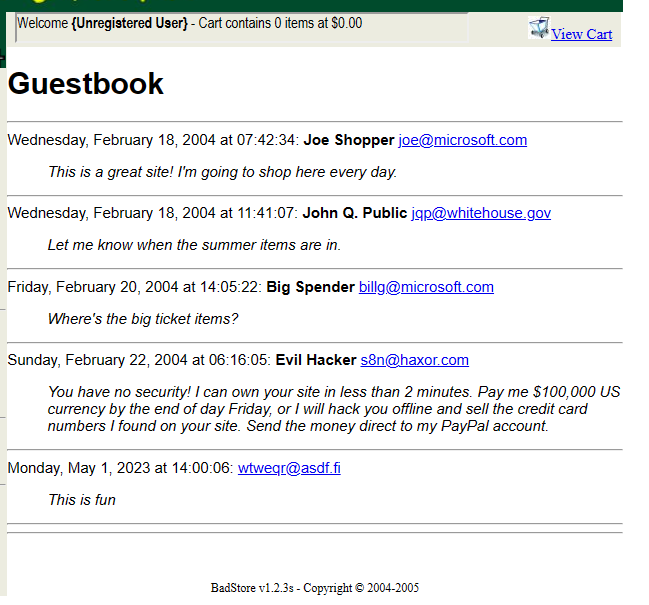 Welcome {Unregistered User} - Cart contains 0 items at $0.00
View Cart
Guestbook
Wednesday, February 18, 2004 at 07:42:34: Joe Shopper joe@microsoft.com
This is a great site! I'm going to shop here every day.
Wednesday, February 18, 2004 at 11:41:07: John Q. Public jqp@whitehouse.gov
Let me know when the summer items are in.
Friday, February 20, 2004 at 14:05:22: Big Spender billg@microsoft.com
Where's the big ticket items?
Sunday, February 22, 2004 at 06:16:05: Evil Hacker s8n@haxor.com
You have no security! I can own your site in less than 2 minutes. Pay me $100,000 US
currency by the end of day Friday, or I will hack you offline and sell the credit card
numbers I found on your site. Send the money direct to my PayPal account.
Monday, May 1, 2023 at 14:00:06: wtweqr@asdf.fi
This is fun
BadStore v1.2.3s - Copyright © 2004-2005